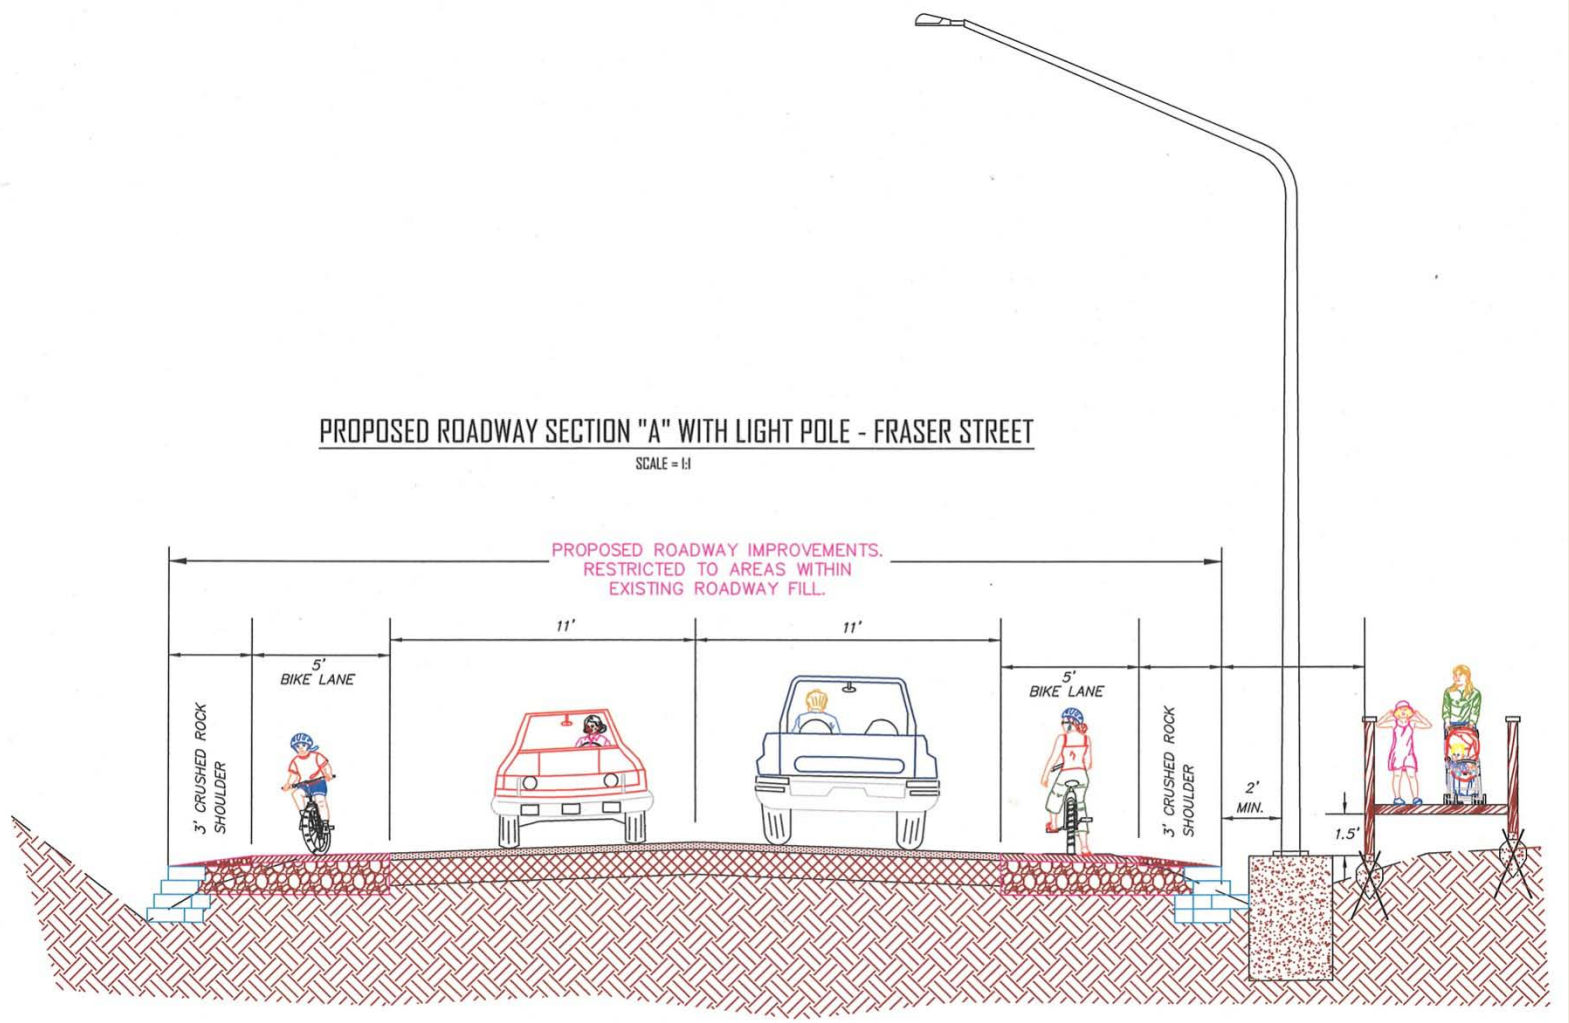 PROPOSED ROADWAY SECTION "A" WITH LIGHT POLE - FRASER STREET
SCALE = 1:1
PROPOSED ROADWAY IMPROVEMENTS.
RESTRICTED TO AREAS WITHIN
EXISTING ROADWAY FILL.
11'
11'
5'
BIKE LANE
5'
BIKE LANE
3' CRUSHED ROCK
SHOULDER
3' CRUSHED ROCK
SHOULDER
2'
MIN.
1.5'